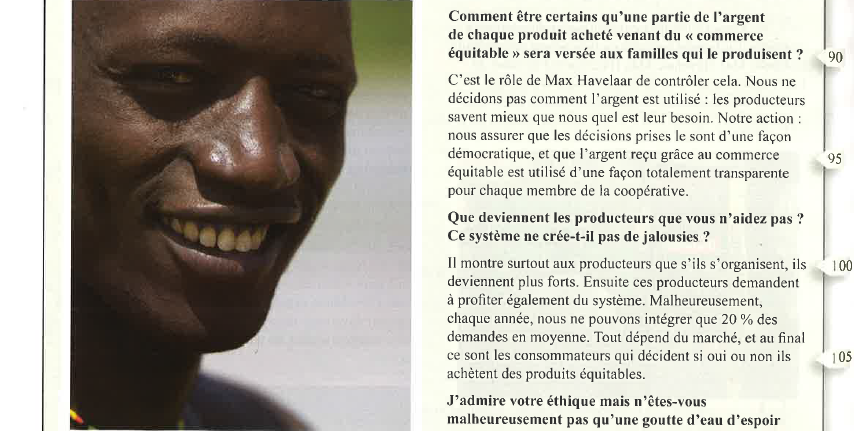 Comment être certains qu'une partie de l'argent
de chaque produit acheté venant du « commerce
équitable » sera versée aux familles qui le produisent ?
90
C'est le rôle de Max Havelaar de contrôler cela. Nous ne
décidons pas comment l'argent est utilisé : les producteurs
savent mieux que nous quel est leur besoin. Notre action :
nous assurer que les décisions prises le sont d'une façon
démocratique, et que l'argent reçu grâce au commerce
95
équitable est utilisé d'une façon totalement transparente
pour chaque membre de la coopérative.
Que deviennent les producteurs que vous n'aidez pas ?
Ce système ne crée-t-il pas de jalousies ?
Il montre surtout aux producteurs que s'ils s'organisent, ils
100
deviennent plus forts. Ensuite ces producteurs demandent
à profiter également du système. Malheureusement,
chaque année, nous ne pouvons intégrer que 20 % des
demandes en moyenne. Tout dépend du marché, et au final
ce sont les consommateurs qui décident si oui ou non ils
105
achètent des produits équitables.
J'admire votre éthique mais n'êtes-vous
malheureusement pas qu'une goutte d'eau d'espoir